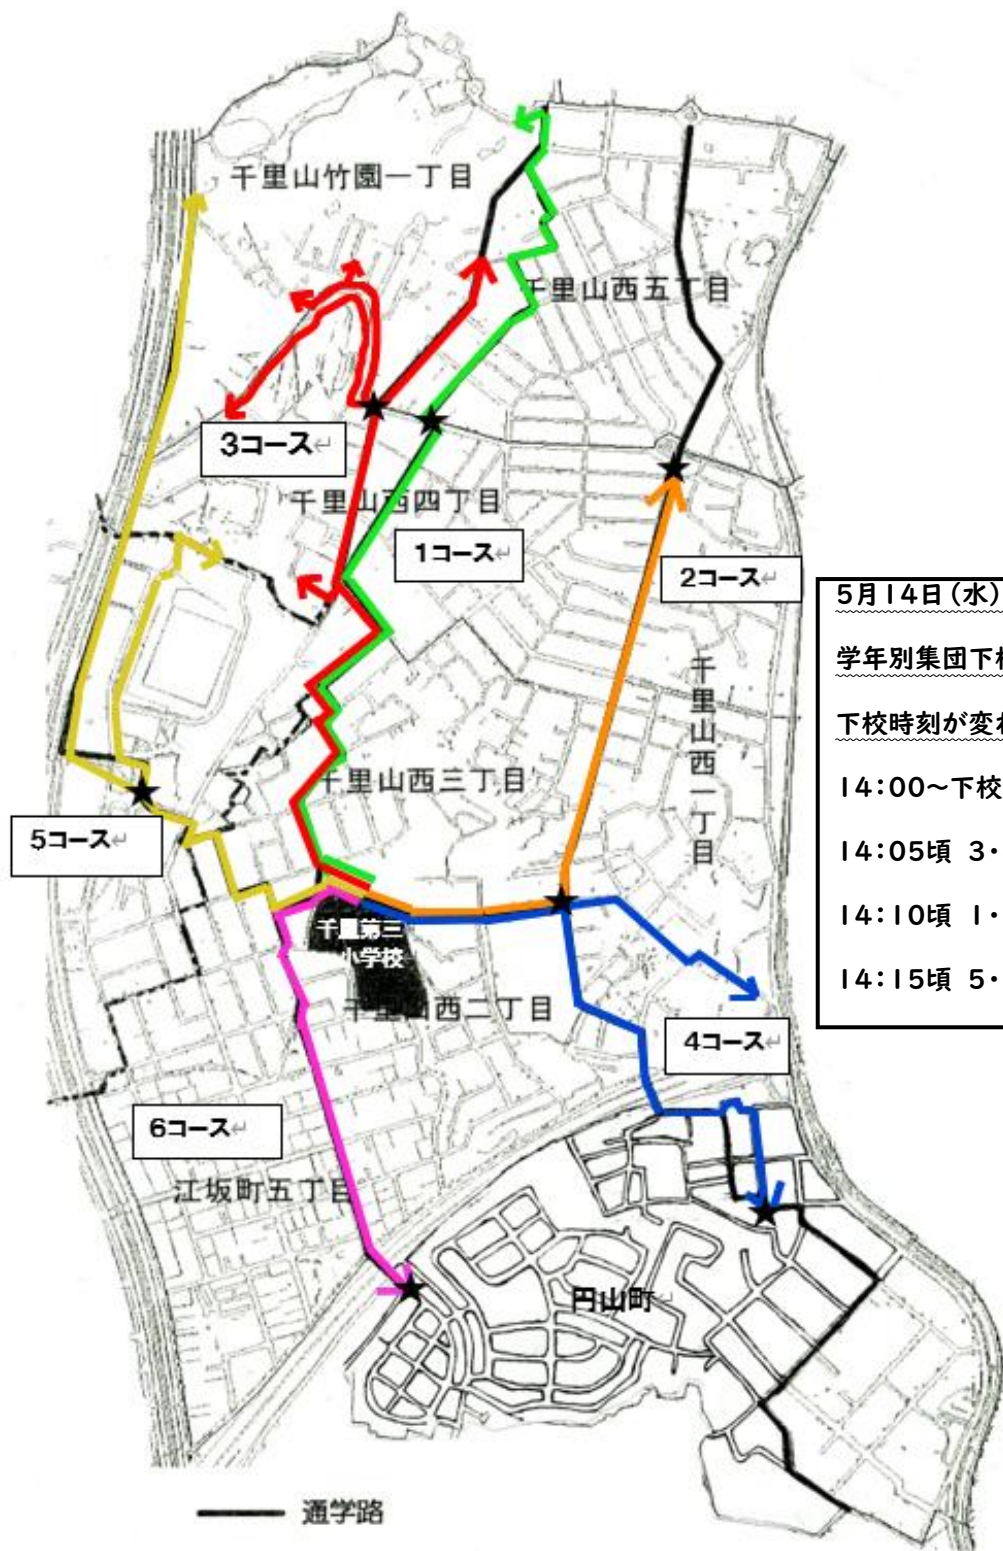 千里山竹園一丁目
千里山西五丁目
3コース↵
千里山西四丁目
1コース↵
2コース↵
5月14日(水)
学年別集団下校
下校時刻が変わ
14:00～下校
14:05頃 3・
14:10頃 1・
14:15頃 5・
千里山西一丁目
千里山西三丁目
5コース↵
千里第三
小学校
千里山西二丁目
4コース↵
6コース↵
江坂町五丁目
円山町
通学路